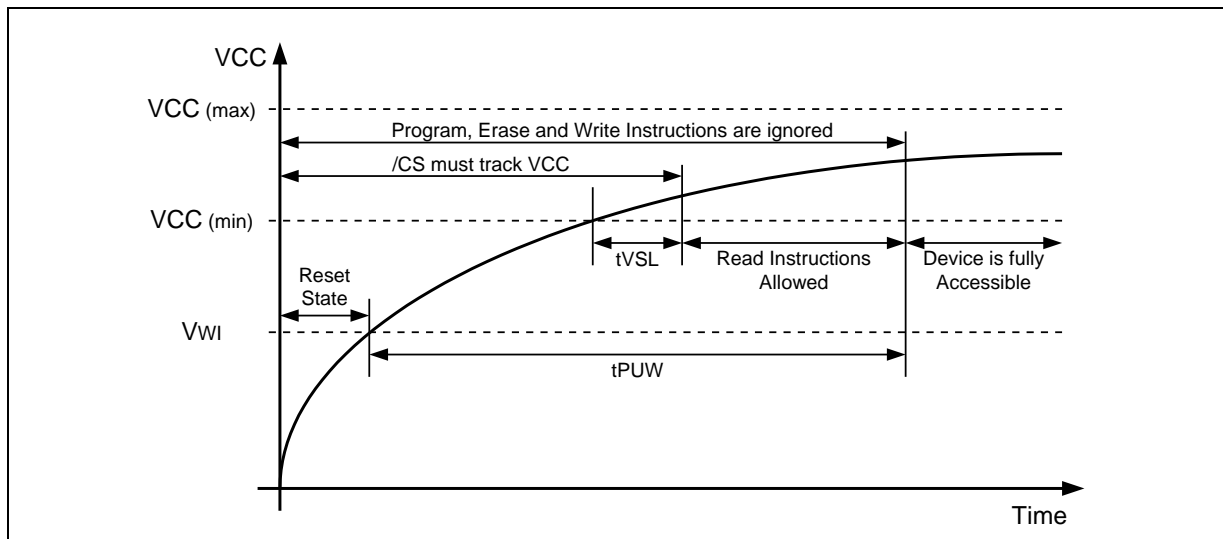 VCC
VCC (max)
Program, Erase and Write Instructions are ignored
/CS must track VCC
VCC (min)
tVSL
Read Instructions
Allowed
Device is fully
Accessible
Reset
State
VWI
tPUW
Time